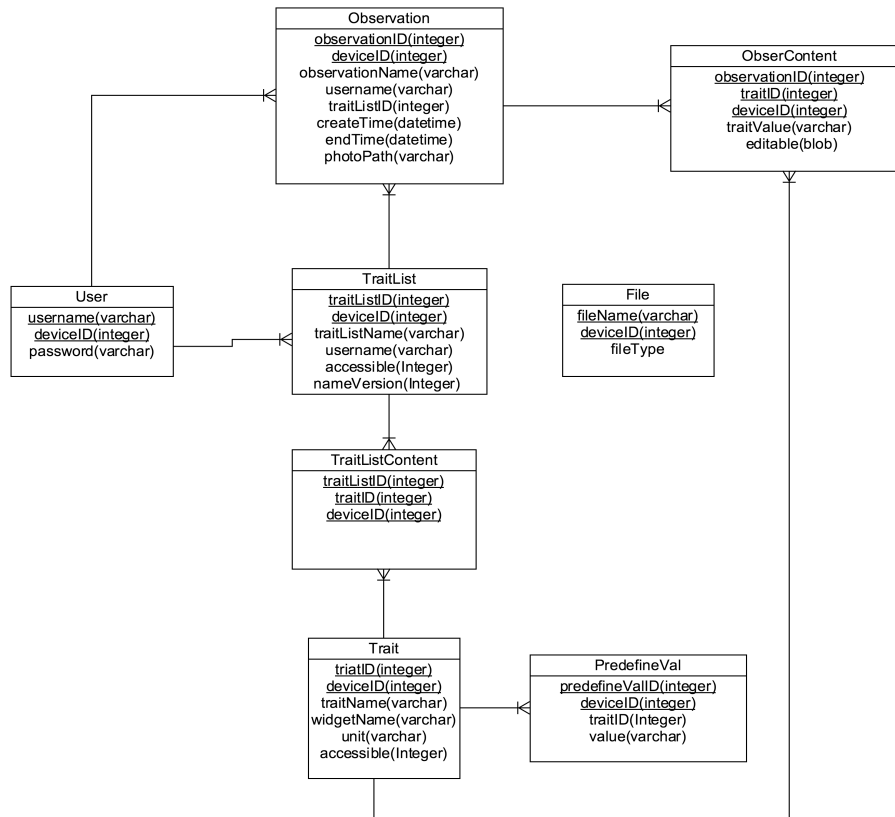 Observation
observationID(integer)
deviceID(integer)
observationName(varchar)
username(varchar)
traitListID(integer)
createTime(datetime)
endTime(datetime)
photoPath(varchar)
ObserContent
observationID(integer)
traitID(integer)
deviceID(integer)
traitValue(varchar)
editable(blob)
User
username(varchar)
deviceID(integer)
password(varchar)
TraitList
traitListID(integer)
deviceID(integer)
traitListName(varchar)
username(varchar)
accessible(Integer)
nameVersion(Integer)
File
fileName(varchar)
deviceID(integer)
fileType
TraitListContent
traitListID(integer)
traitID(integer)
deviceID(integer)
Trait
triatID(integer)
deviceID(integer)
traitName(varchar)
widgetName(varchar)
unit(varchar)
accessible(Integer)
PredefineVal
predefineValID(integer)
deviceID(integer)
traitID(Integer)
value(varchar)